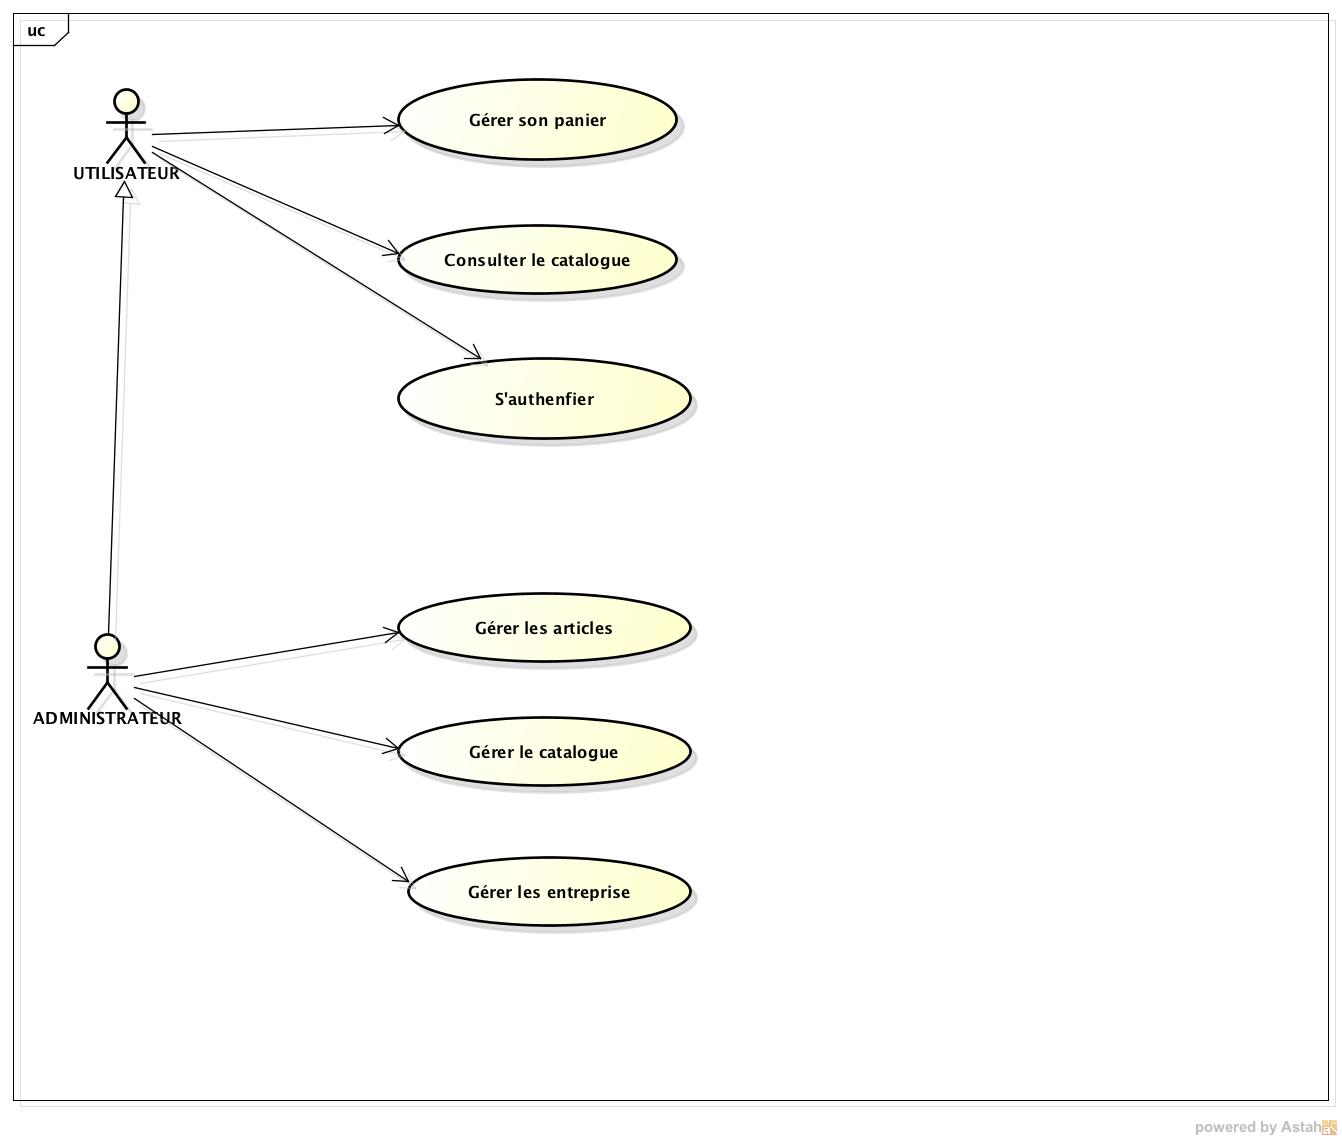 uc
Gérer son panier
UTILISATEUR
Consulter le catalogue
S'authenfier
Gérer les articles
ADMINISTRATEUR
Gérer le catalogue
Gérer les entreprise
powered by Astah